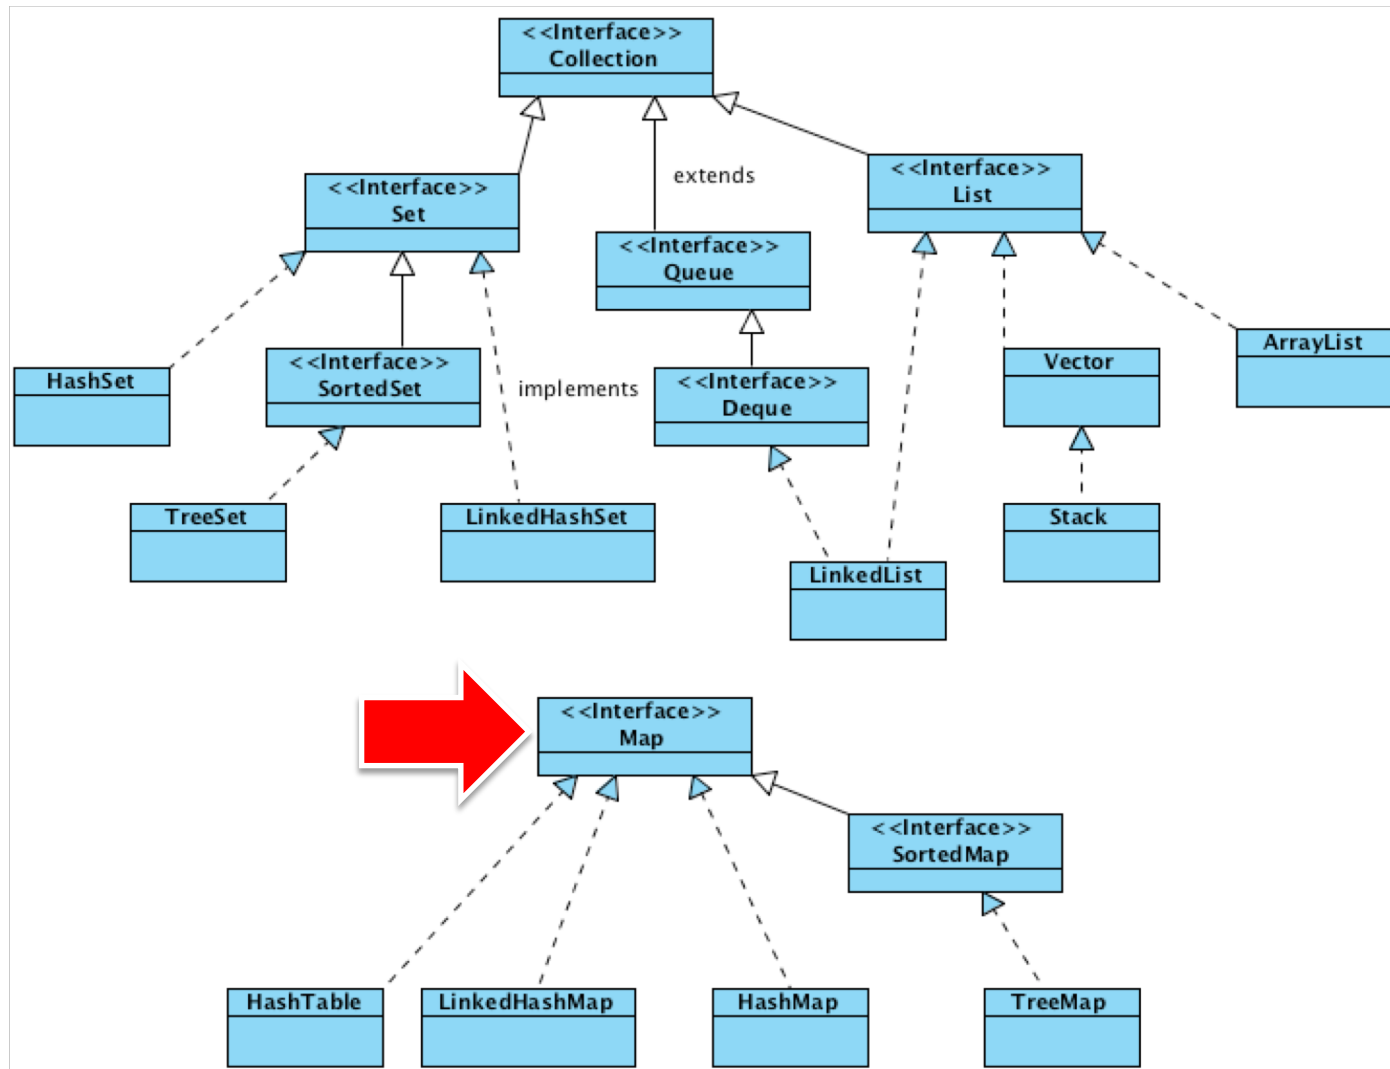 <<Interface>>
Collection
<<Interface>>
Set
extends
<<Interface>>
List
<<Interface>>
Queue
HashSet
<<Interface>>
SortedSet
implements
<<Interface>>
Deque
Vector
ArrayList
TreeSet
LinkedHashSet
LinkedList
Stack
<<Interface>>
Map
<<Interface>>
SortedMap
HashTable
LinkedHashMap
HashMap
TreeMap